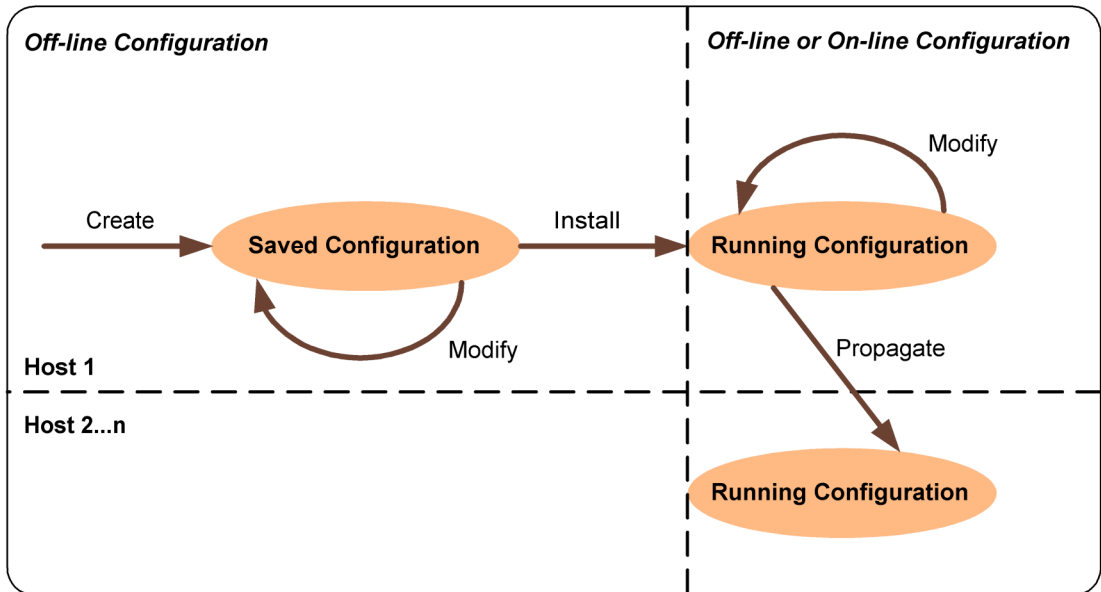 Off-line Configuration
Off-line or On-line Configuration
Modify
Create
Install
Saved Configuration
Running Configuration
Modify
Propagate
Host 1
Host 2...n
Running Configuration